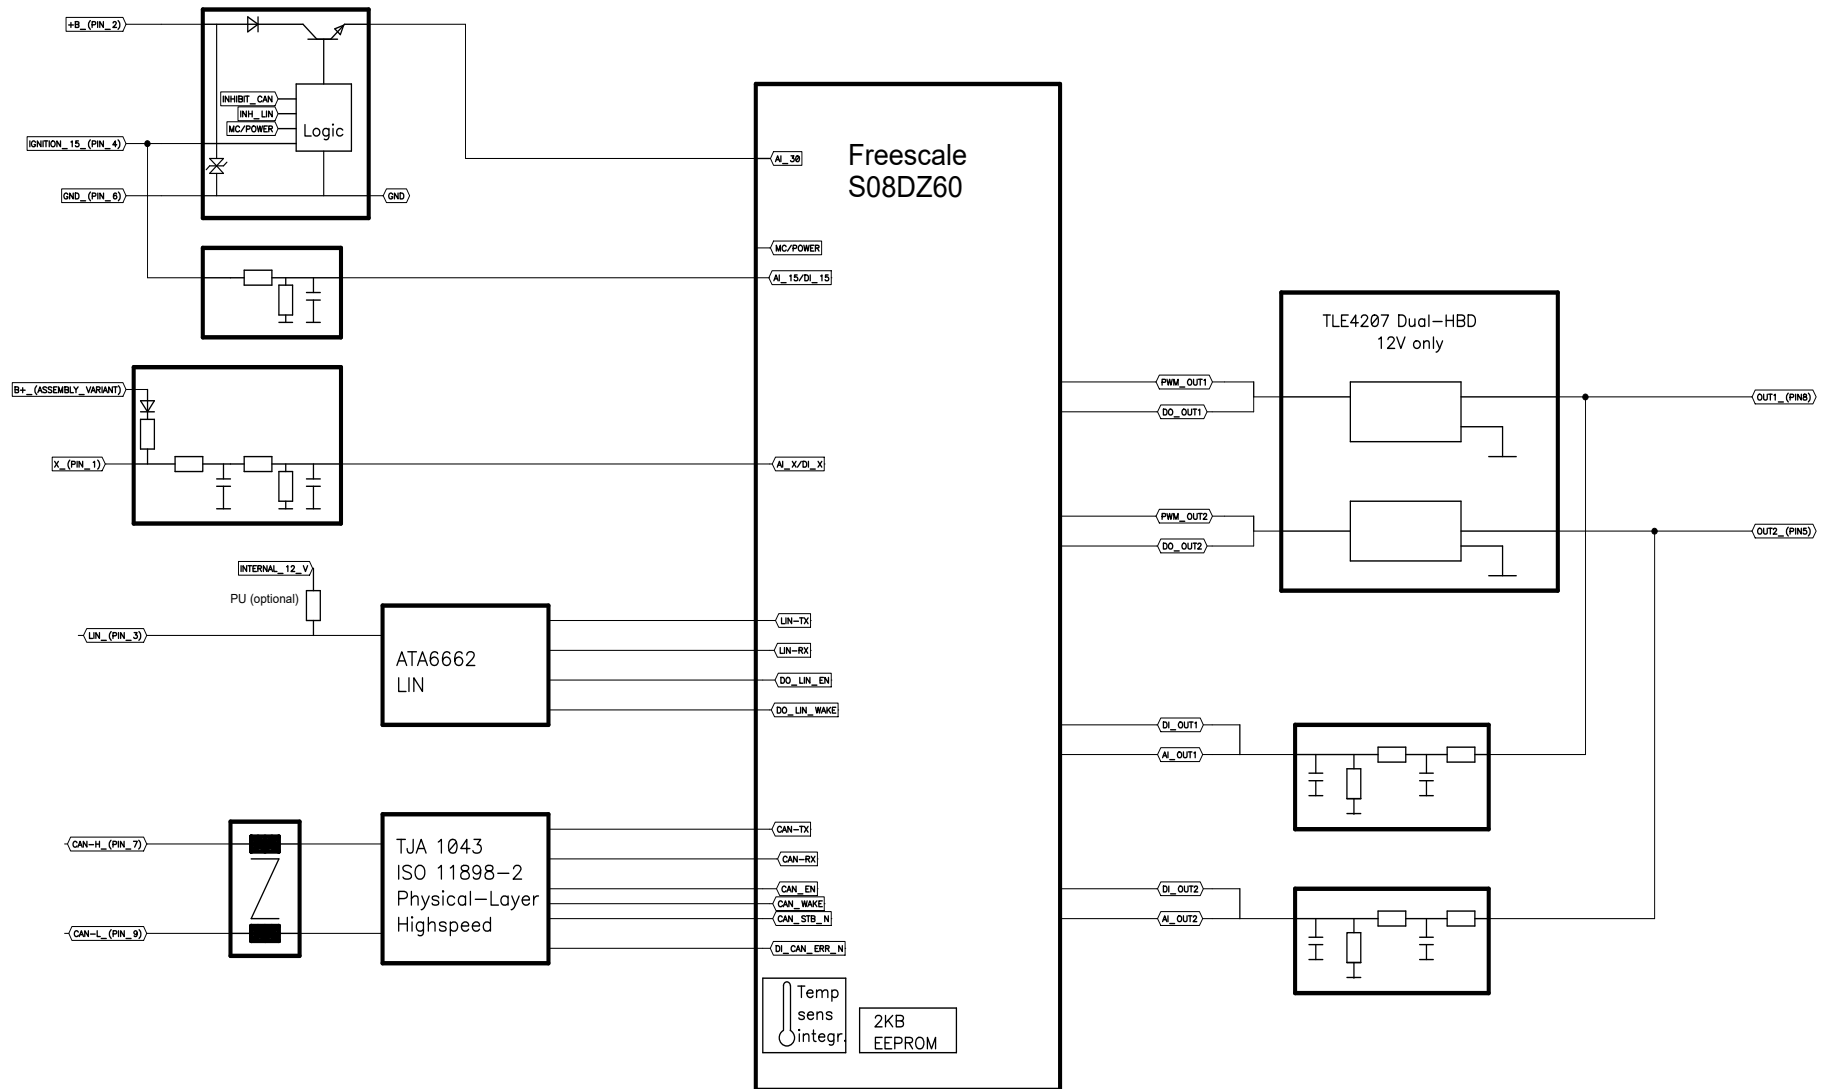 +B_(PIN_2)
INHIBIT_CAN
INH_LIN
MC/POWER
Logic
IGNITION_15_(PIN_4)
GND_(PIN_6)
GND
B+_(ASSEMBLY_VARIANT)
X_(PIN_1)
INTERNAL_12_V
PU (optional)
LIN_(PIN_3)
ATA6662
LIN
CAN-H_(PIN_7)
CAN-L_(PIN_9)
TJA 1043
ISO 11898-2
Physical-Layer
Highspeed
Freescale
S08DZ60
AI_30
MC/POWER
AI_15/DI_15
AI_X/DI_X
LIN-TX
LIN-RX
DO_LIN_EN
DO_LIN_WAKE
CAN-TX
CAN-RX
CAN_EN
CAN_WAKE
CAN_STB_N
DI_CAN_ERR_N
Temp
sens
integr.
2KB
EEPROM
PWM_OUT1
DO_OUT1
PWM_OUT2
DO_OUT2
DI_OUT1
AI_OUT1
DI_OUT2
AI_OUT2
TLE4207 Dual-HBD
12V only
OUT1_(PIN8)
OUT2_(PIN5)